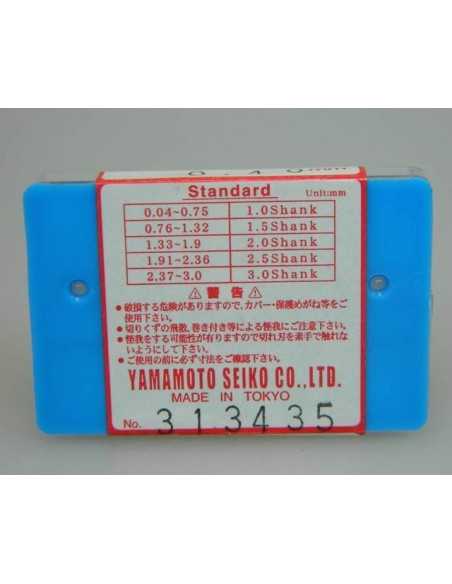 0.40mm
Standard
Unit:mm
0.04~0.75 1.0Shank
0.76~1.32 1.5Shank
1.33~1.9 2.0Shank
1.91~2.36 2.5Shank
2.37~3.0 3.0Shank
⚠警告⚠
●破損する危険がありますので、カバー・保護めがね等をご
使用下さい。
●切りくずの飛散、巻き付き等による怪我にご注意下さい。
●怪我をする可能性が有りますので切れ刃を素手で触れな
いようにして下さい。
●ご使用の前に必ず寸法をご確認下さい。
YAMAMOTO SEIKO CO.,LTD.
MADE IN TOKYO
No. 313435